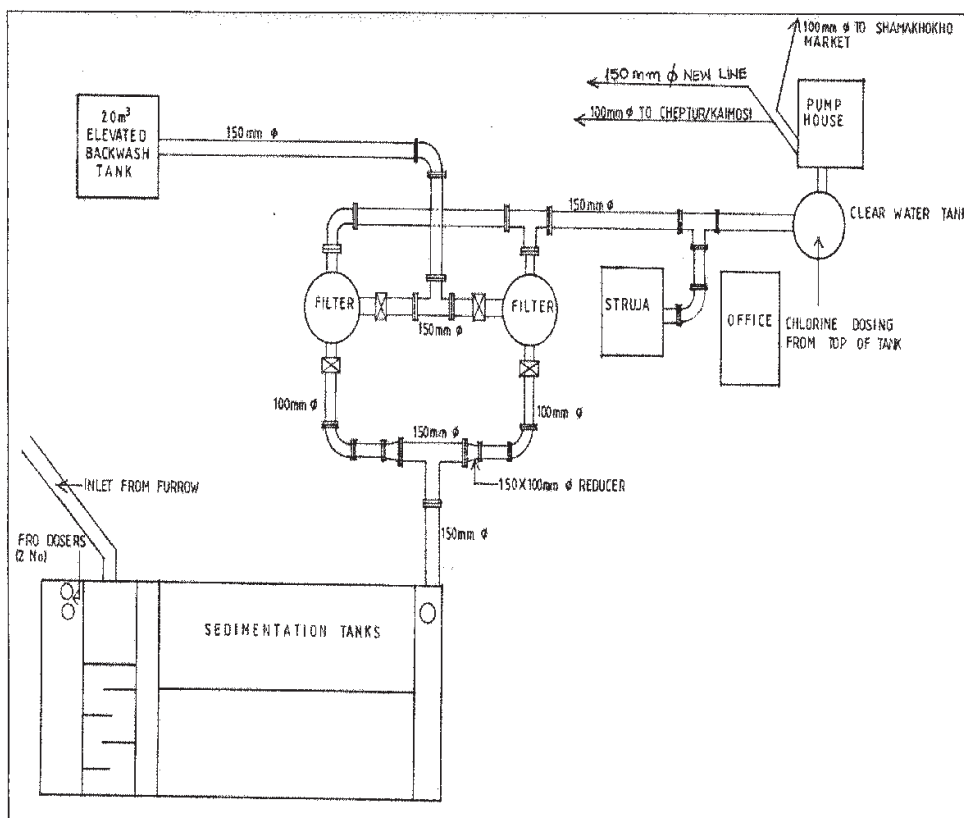 100mm ϕ TO SHAMAKHOKHO
MARKET
150 mm ϕ NEW LINE
100mm ϕ TO CHEPTUR/KAIMOSI
PUMP
HOUSE
20m³
ELEVATED
BACKWASH
TANK
150mm ϕ
150mm ϕ
CLEAR WATER TANK
FILTER
FILTER
150mm ϕ
STRUJA
OFFICE
CHLORINE DOSING
FROM TOP OF TANK
100mm ϕ
150mm ϕ
100mm ϕ
150X100mm ϕ REDUCER
INLET FROM FURROW
150mm ϕ
FRO DOSERS
(2 No)
SEDIMENTATION TANKS